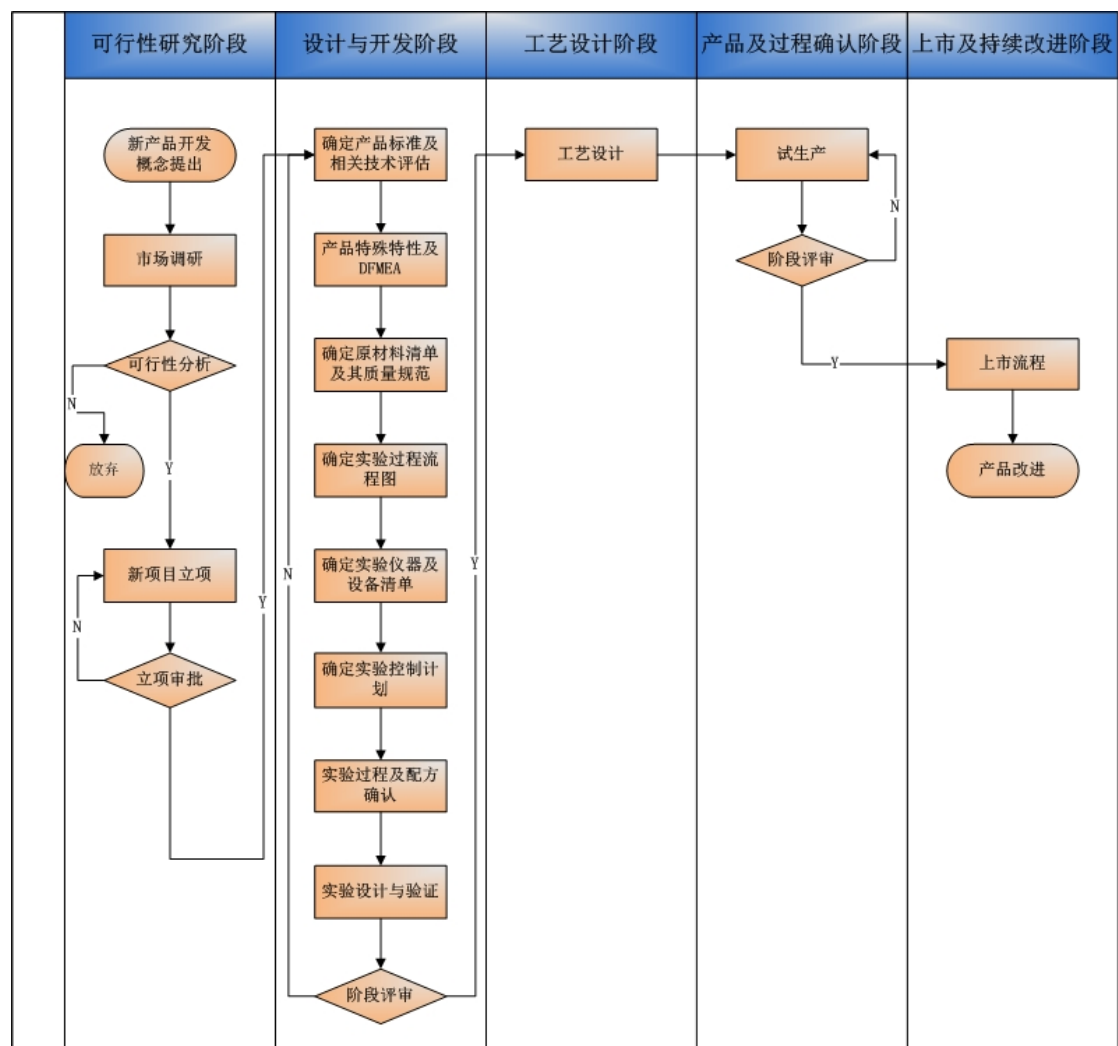 可行性研究阶段
设计与开发阶段
工艺设计阶段
产品及过程确认阶段
上市及持续改进阶段
新产品开发
概念提出
市场调研
可行性分析
N
放弃
Y
新项目立项
N
立项审批
Y
确定产品标准及
相关技术评估
产品特殊特性及
DFMEA
确定原材料清单
及其质量规范
确定实验过程流
程图
确定实验仪器及
设备清单
N
确定实验控制计
划
实验过程及配方
确认
实验设计与验证
阶段评审
Y
工艺设计
试生产
N
阶段评审
Y
上市流程
产品改进